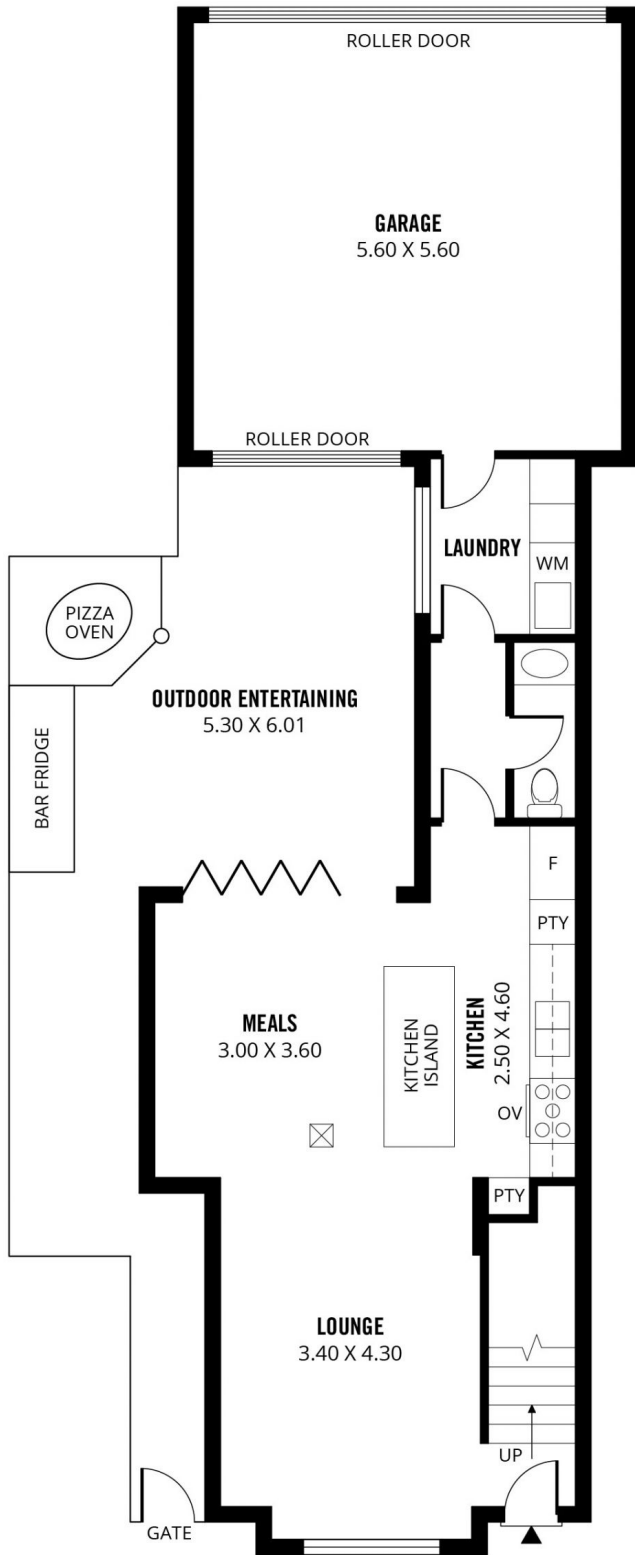 ROLLER DOOR
GARAGE
5.60 X 5.60
ROLLER DOOR
LAUNDRY
WM
PIZZA
OVEN
OUTDOOR ENTERTAINING
5.30 X 6.01
BAR FRIDGE
F
PTY
MEALS
3.00 X 3.60
KITCHEN
ISLAND
KITCHEN
2.50 X 4.60
OV
PTY
LOUNGE
3.40 X 4.30
UP
GATE